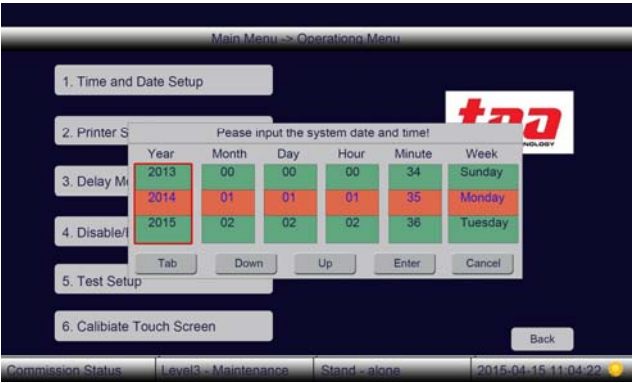 Main Menu -> Operationg Menu
1. Time and Date Setup
2. Printer S
Pease input the system date and time!
Year Month Day Hour Minute Week
2013 00 00 00 34 Sunday
2014 01 01 01 35 Monday
2015 02 02 02 36 Tuesday
Tab Down Up Enter Cancel
3. Delay M
4. Disable/
5. Test Setup
6. Calibiate Touch Screen
Back
Commission Status Level3 - Maintenance Stand - alone 2015-04-15 11:04:22